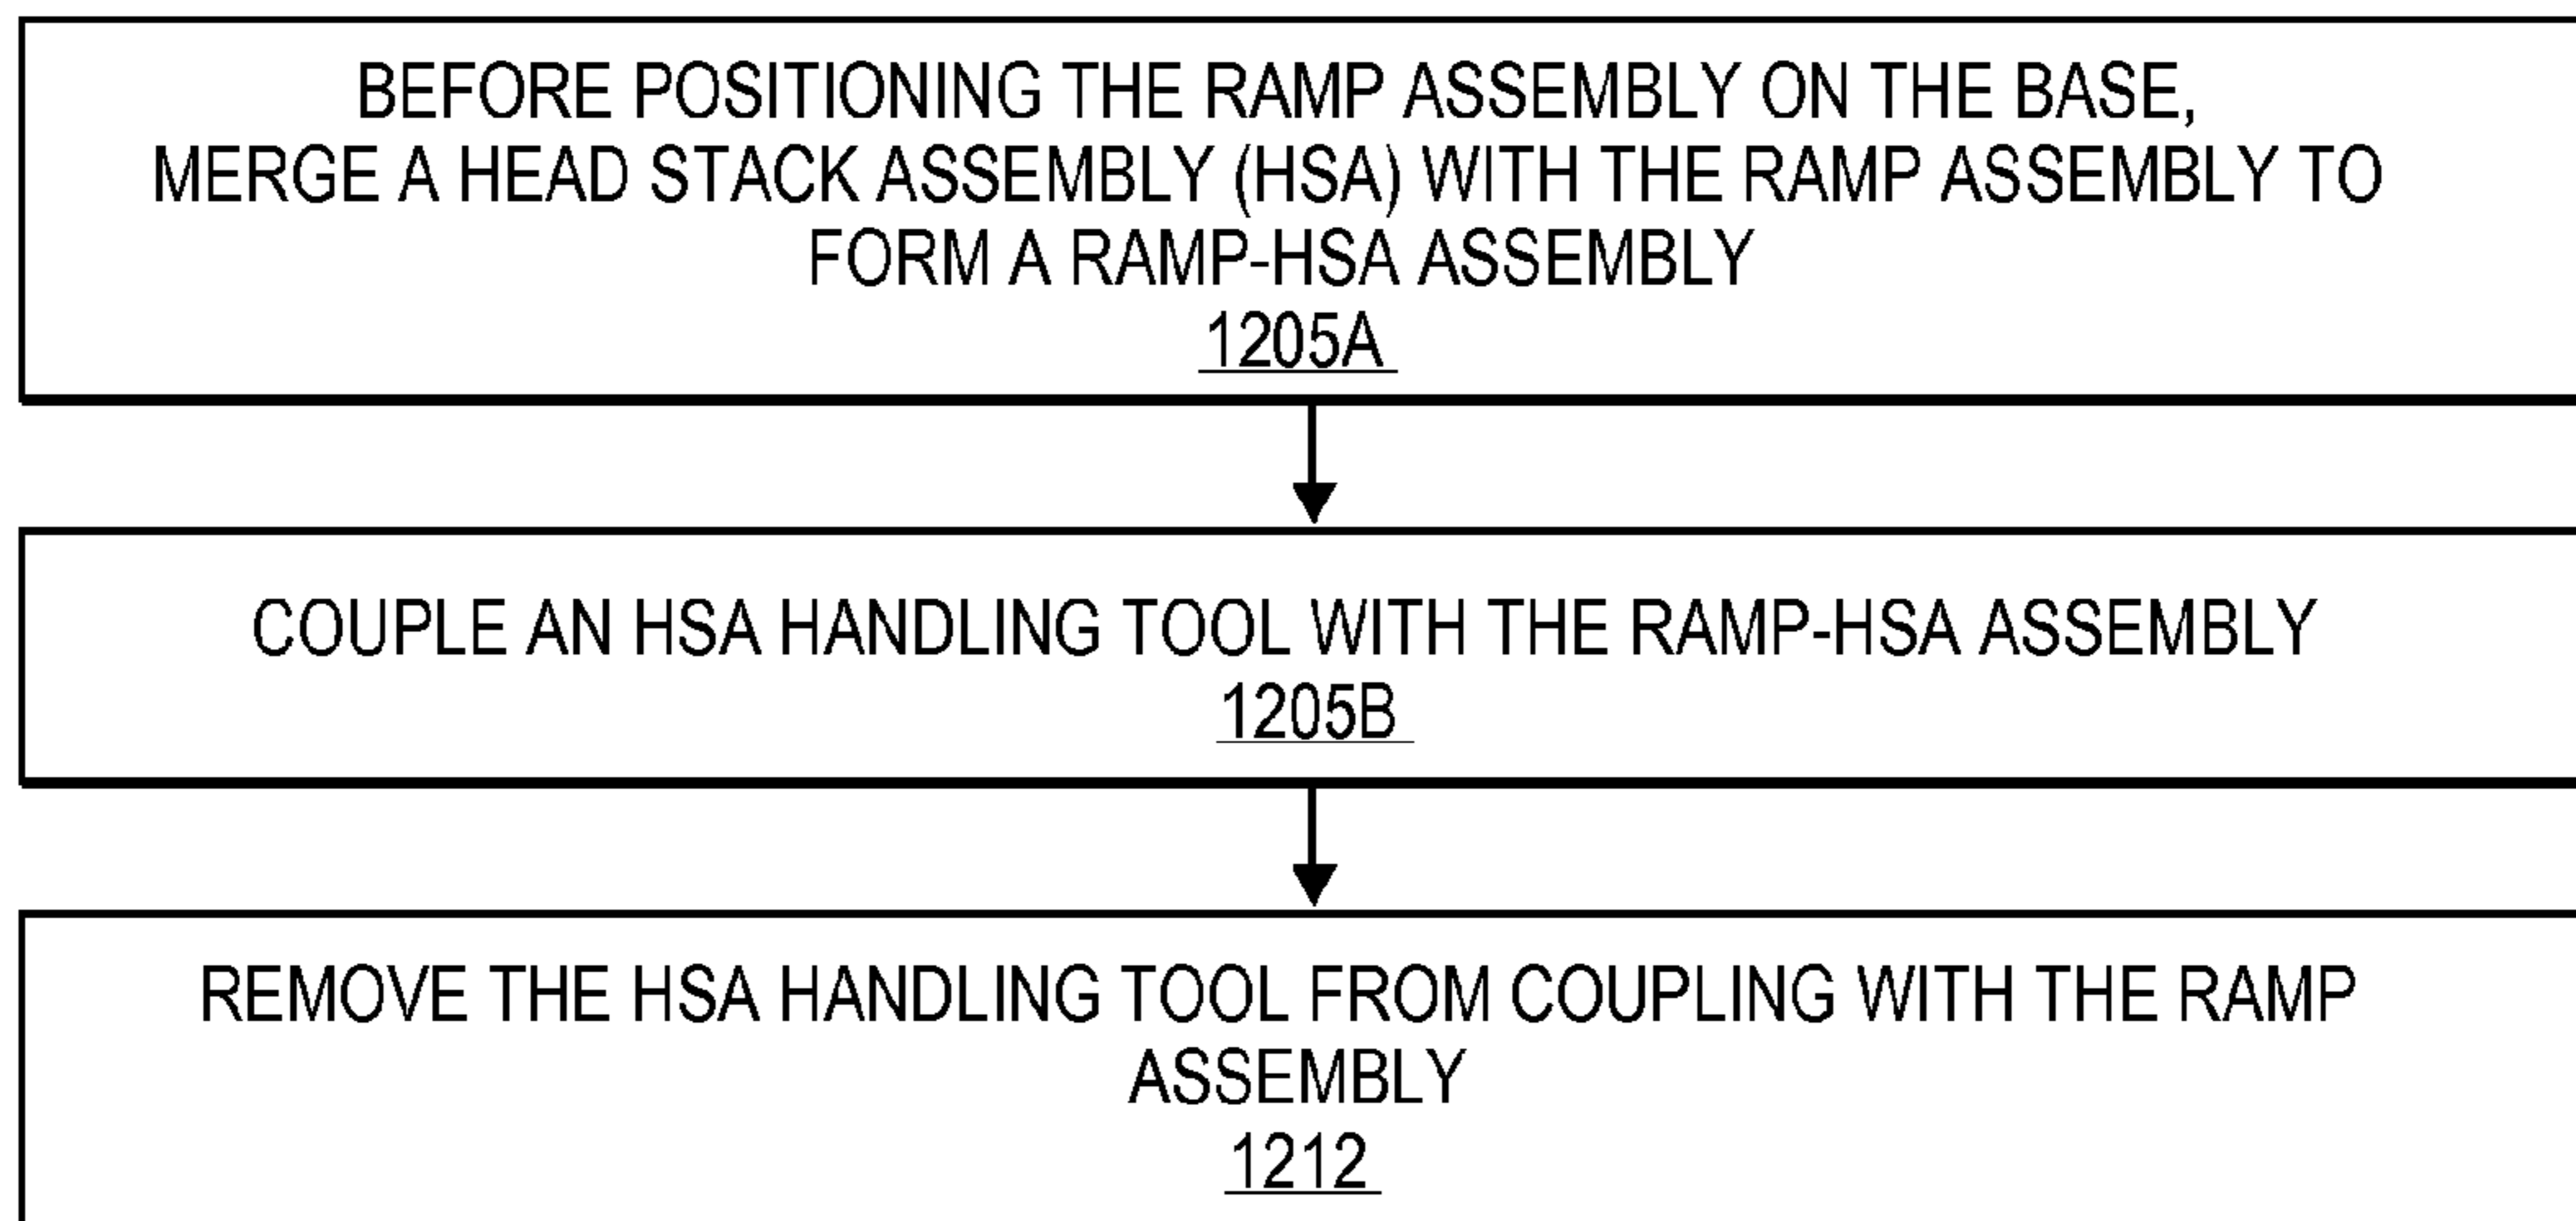 BEFORE POSITIONING THE RAMP ASSEMBLY ON THE BASE,
MERGE A HEAD STACK ASSEMBLY (HSA) WITH THE RAMP ASSEMBLY TO
FORM A RAMP-HSA ASSEMBLY
1205A
COUPLE AN HSA HANDLING TOOL WITH THE RAMP-HSA ASSEMBLY
1205B
REMOVE THE HSA HANDLING TOOL FROM COUPLING WITH THE RAMP
ASSEMBLY
1212